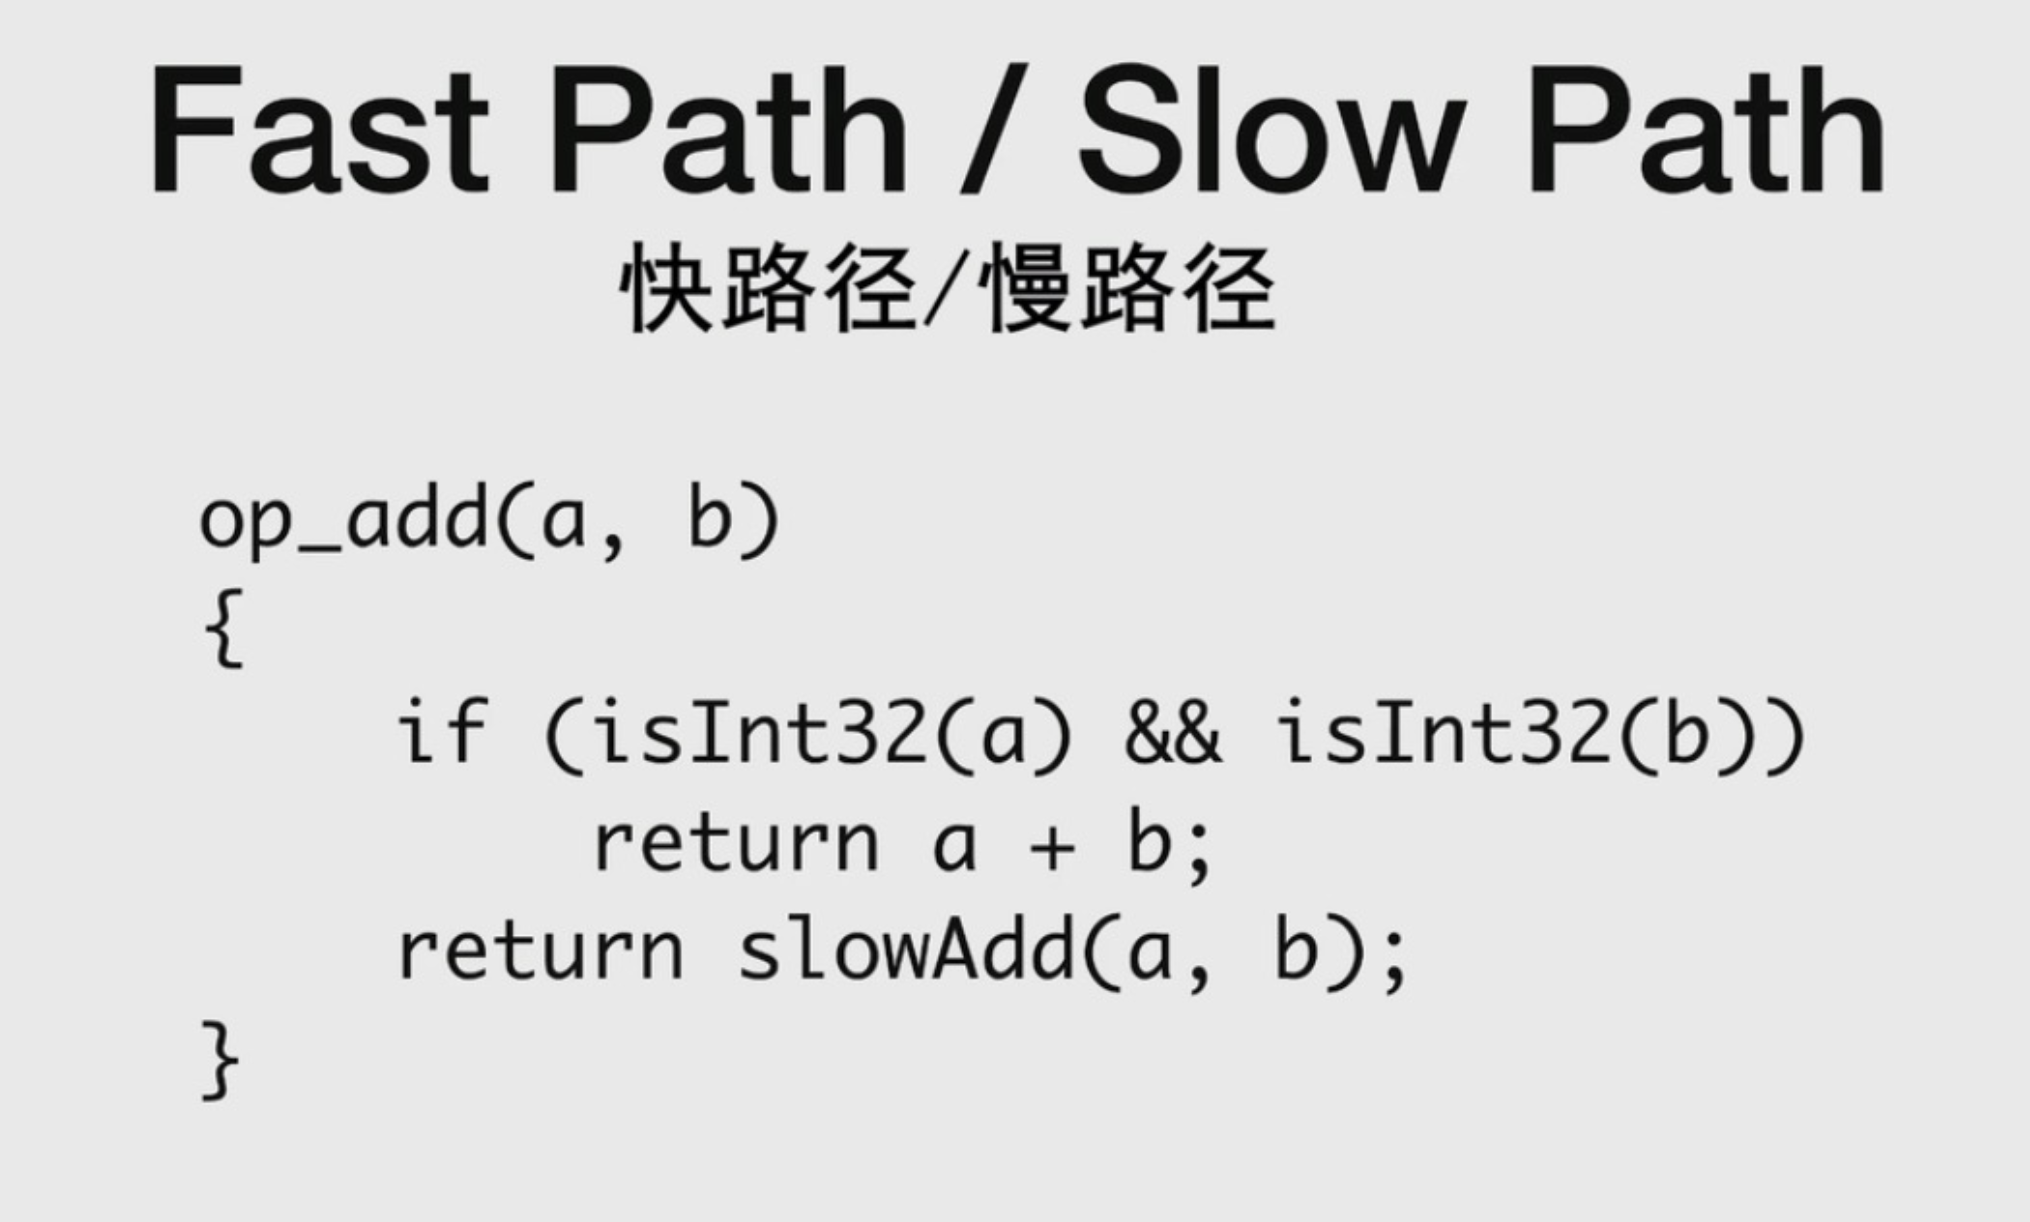 Fast Path / Slow Path
快路径/慢路径
op_add(a, b)
{
    if (isInt32(a) && isInt32(b))
        return a + b;
    return slowAdd(a, b);
}